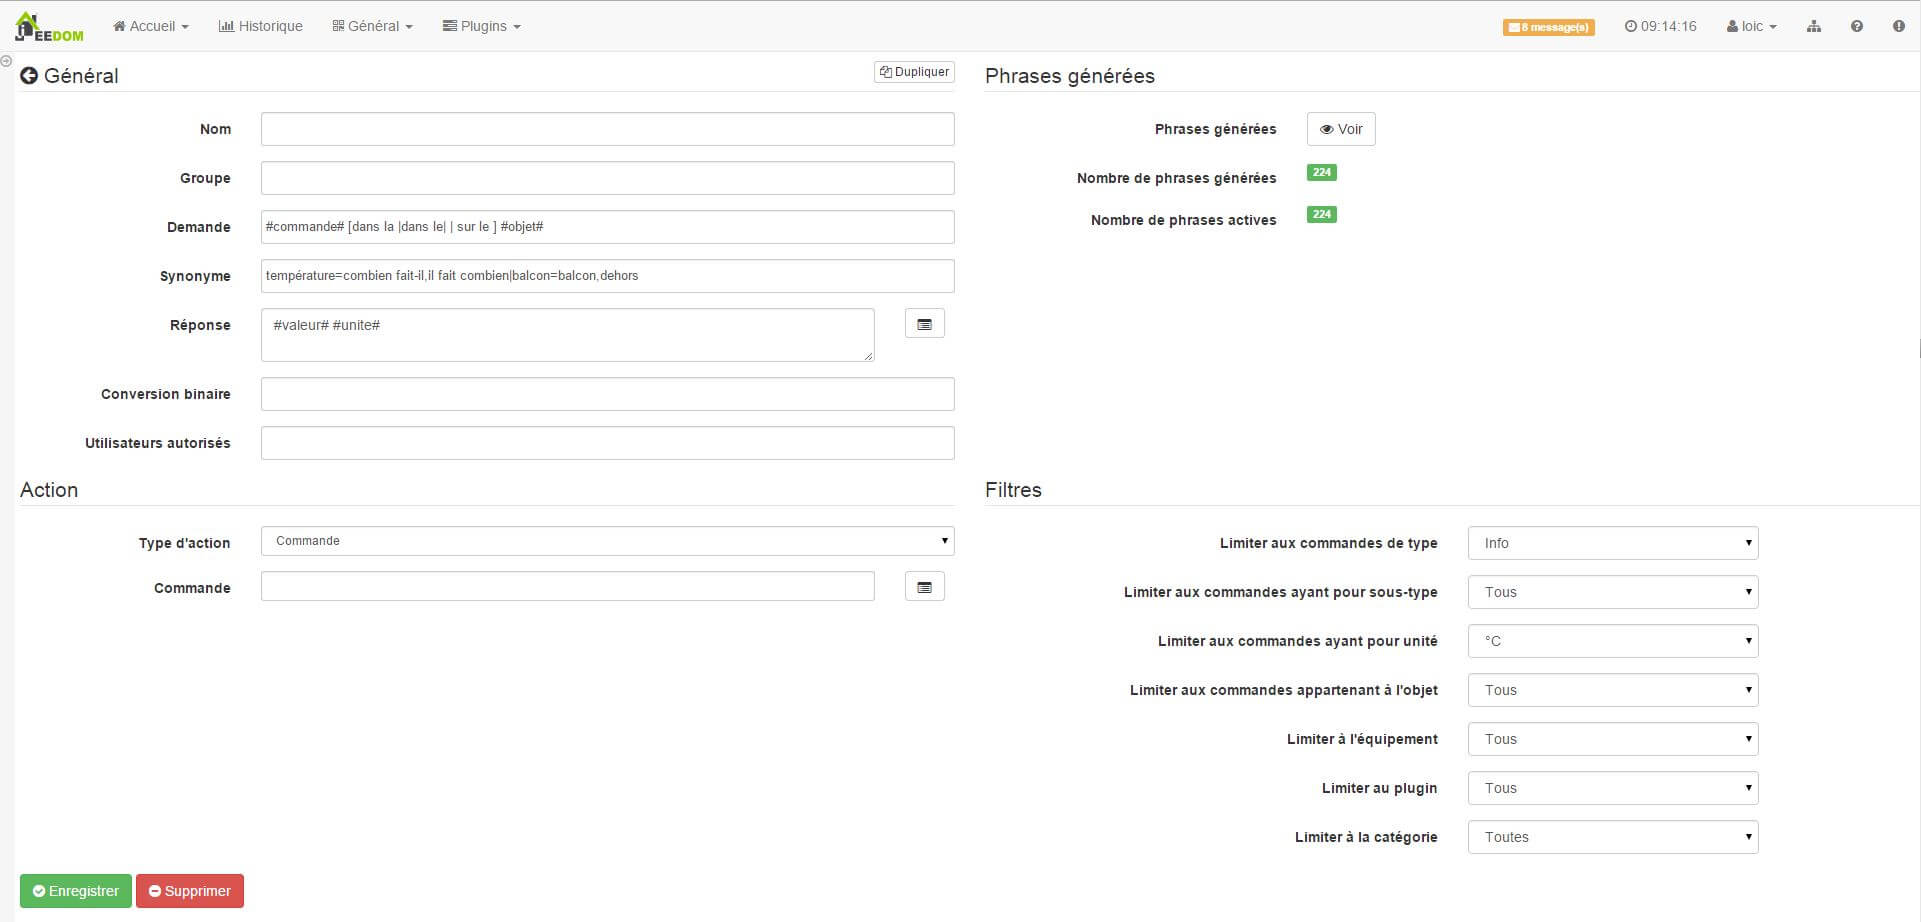 JEEDOM
Accueil
Historique
Général
Plugins
8 message(s)
09:14:16
loic
Général
Dupliquer
Nom
Groupe
Demande
#commande# [dans la |dans le| | sur le ] #objet#
Synonyme
température=combien fait-il,il fait combien|balcon=balcon,dehors
Réponse
#valeur# #unite#
Conversion binaire
Utilisateurs autorisés
Phrases générées
Phrases générées
Voir
Nombre de phrases générées
224
Nombre de phrases actives
224
Action
Type d'action
Commande
Commande
Filtres
Limiter aux commandes de type
Info
Limiter aux commandes ayant pour sous-type
Tous
Limiter aux commandes ayant pour unité
°C
Limiter aux commandes appartenant à l'objet
Tous
Limiter à l'équipement
Tous
Limiter au plugin
Tous
Limiter à la catégorie
Toutes
Enregistrer
Supprimer